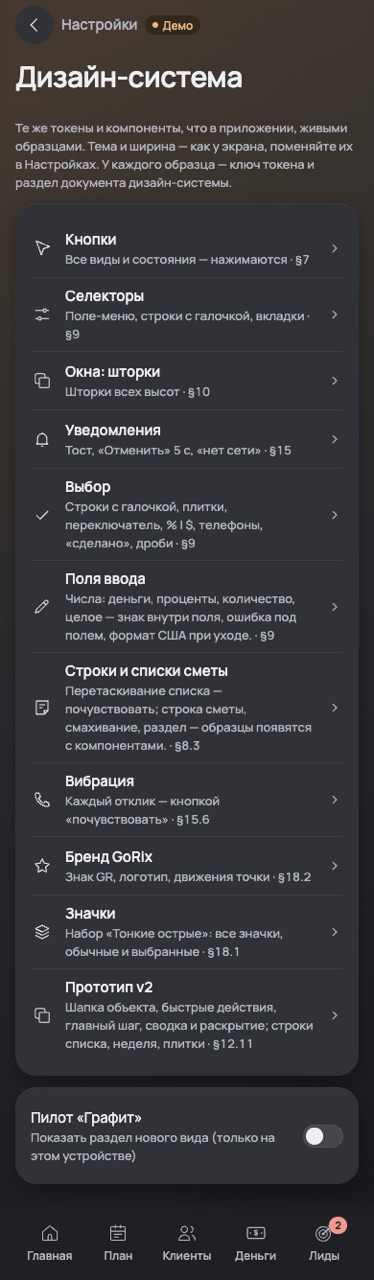 Настройки
Демо
Дизайн-система
Те же токены и компоненты, что в приложении, живыми
образцами. Тема и ширина — как у экрана, поменяйте их
в Настройках. У каждого образца — ключ токена и
раздел документа дизайн-системы.
Кнопки
Все виды и состояния — нажимаются · §7
Селекторы
Поле-меню, строки с галочкой, вкладки ·
§9
Окна: шторки
Шторки всех высот · §10
Уведомления
Тост, «Отменить» 5 с, «нет сети» · §15
Выбор
Строки с галочкой, плитки,
переключатель, % | $, телефоны,
«сделано», дроби · §9
Поля ввода
Числа: деньги, проценты, количество,
целое — знак внутри поля, ошибка под
полем, формат США при уходе. · §9
Строки и списки сметы
Перетаскивание списка —
почувствовать; строка сметы,
смахивание, раздел — образцы появятся
с компонентами. · §8.3
Вибрация
Каждый отклик — кнопкой
«почувствовать» · §15.6
Бренд GoRix
Знак GR, логотип, движения точки · §18.2
Значки
Набор «Тонкие острые»: все значки,
обычные и выбранные · §18.1
Прототип v2
Шапка объекта, быстрые действия,
главный шаг, сводка и раскрытие; строки
списка, неделя, плитки · §12.11
Пилот «Графит»
Показать раздел нового вида (только на
этом устройстве)
2
Главная План Клиенты Деньги Лиды